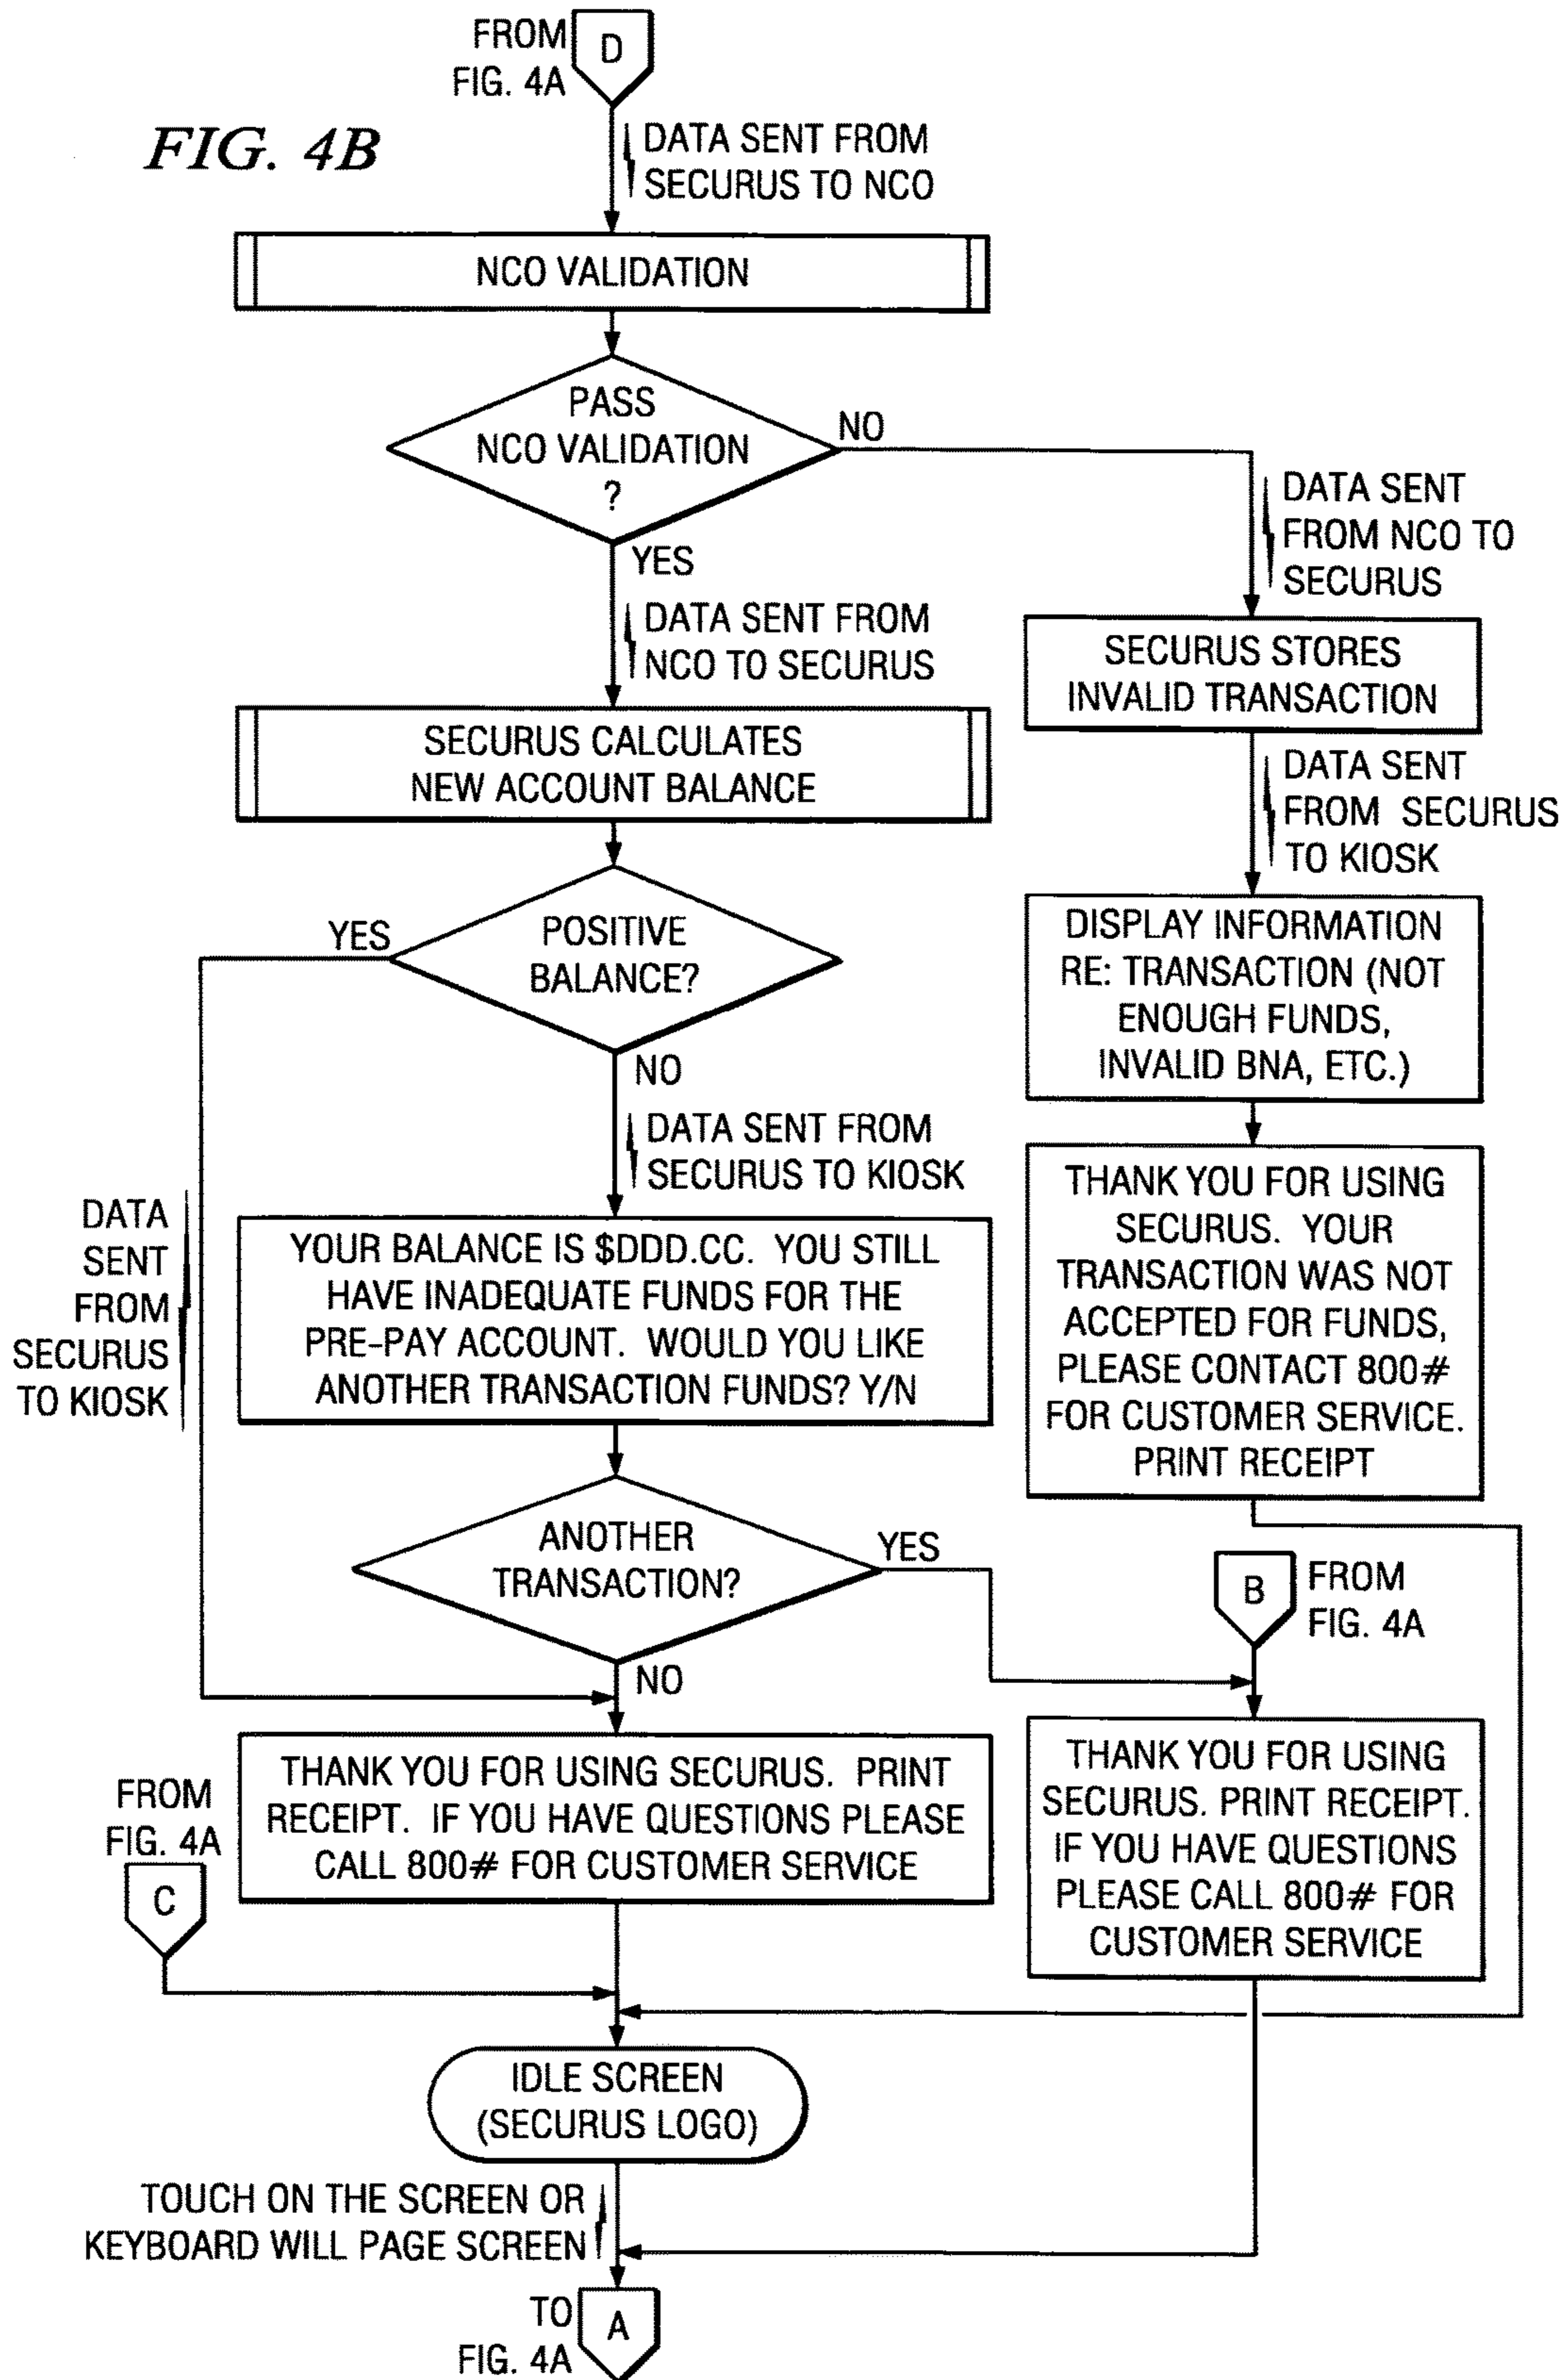 FROM
FIG. 4A
D
FIG. 4B
DATA SENT FROM
SECURUS TO NCO
NCO VALIDATION
PASS
NCO VALIDATION
?
NO
YES
DATA SENT
FROM NCO TO
SECURUS
DATA SENT FROM
NCO TO SECURUS
SECURUS STORES
INVALID TRANSACTION
SECURUS CALCULATES
NEW ACCOUNT BALANCE
DATA SENT
FROM SECURUS
TO KIOSK
POSITIVE
BALANCE?
YES
NO
DISPLAY INFORMATION
RE: TRANSACTION (NOT
ENOUGH FUNDS,
INVALID BNA, ETC.)
DATA SENT FROM
SECURUS TO KIOSK
DATA
SENT
FROM
SECURUS
TO KIOSK
YOUR BALANCE IS $DDD.CC. YOU STILL
HAVE INADEQUATE FUNDS FOR THE
PRE-PAY ACCOUNT. WOULD YOU LIKE
ANOTHER TRANSACTION FUNDS? Y/N
THANK YOU FOR USING
SECURUS. YOUR
TRANSACTION WAS NOT
ACCEPTED FOR FUNDS,
PLEASE CONTACT 800#
FOR CUSTOMER SERVICE.
PRINT RECEIPT
ANOTHER
TRANSACTION?
YES
NO
B
FROM
FIG. 4A
THANK YOU FOR USING SECURUS. PRINT
RECEIPT. IF YOU HAVE QUESTIONS PLEASE
CALL 800# FOR CUSTOMER SERVICE
THANK YOU FOR USING
SECURUS. PRINT RECEIPT.
IF YOU HAVE QUESTIONS
PLEASE CALL 800# FOR
CUSTOMER SERVICE
FROM
FIG. 4A
C
IDLE SCREEN
(SECURUS LOGO)
TOUCH ON THE SCREEN OR
KEYBOARD WILL PAGE SCREEN
TO
FIG. 4A
A